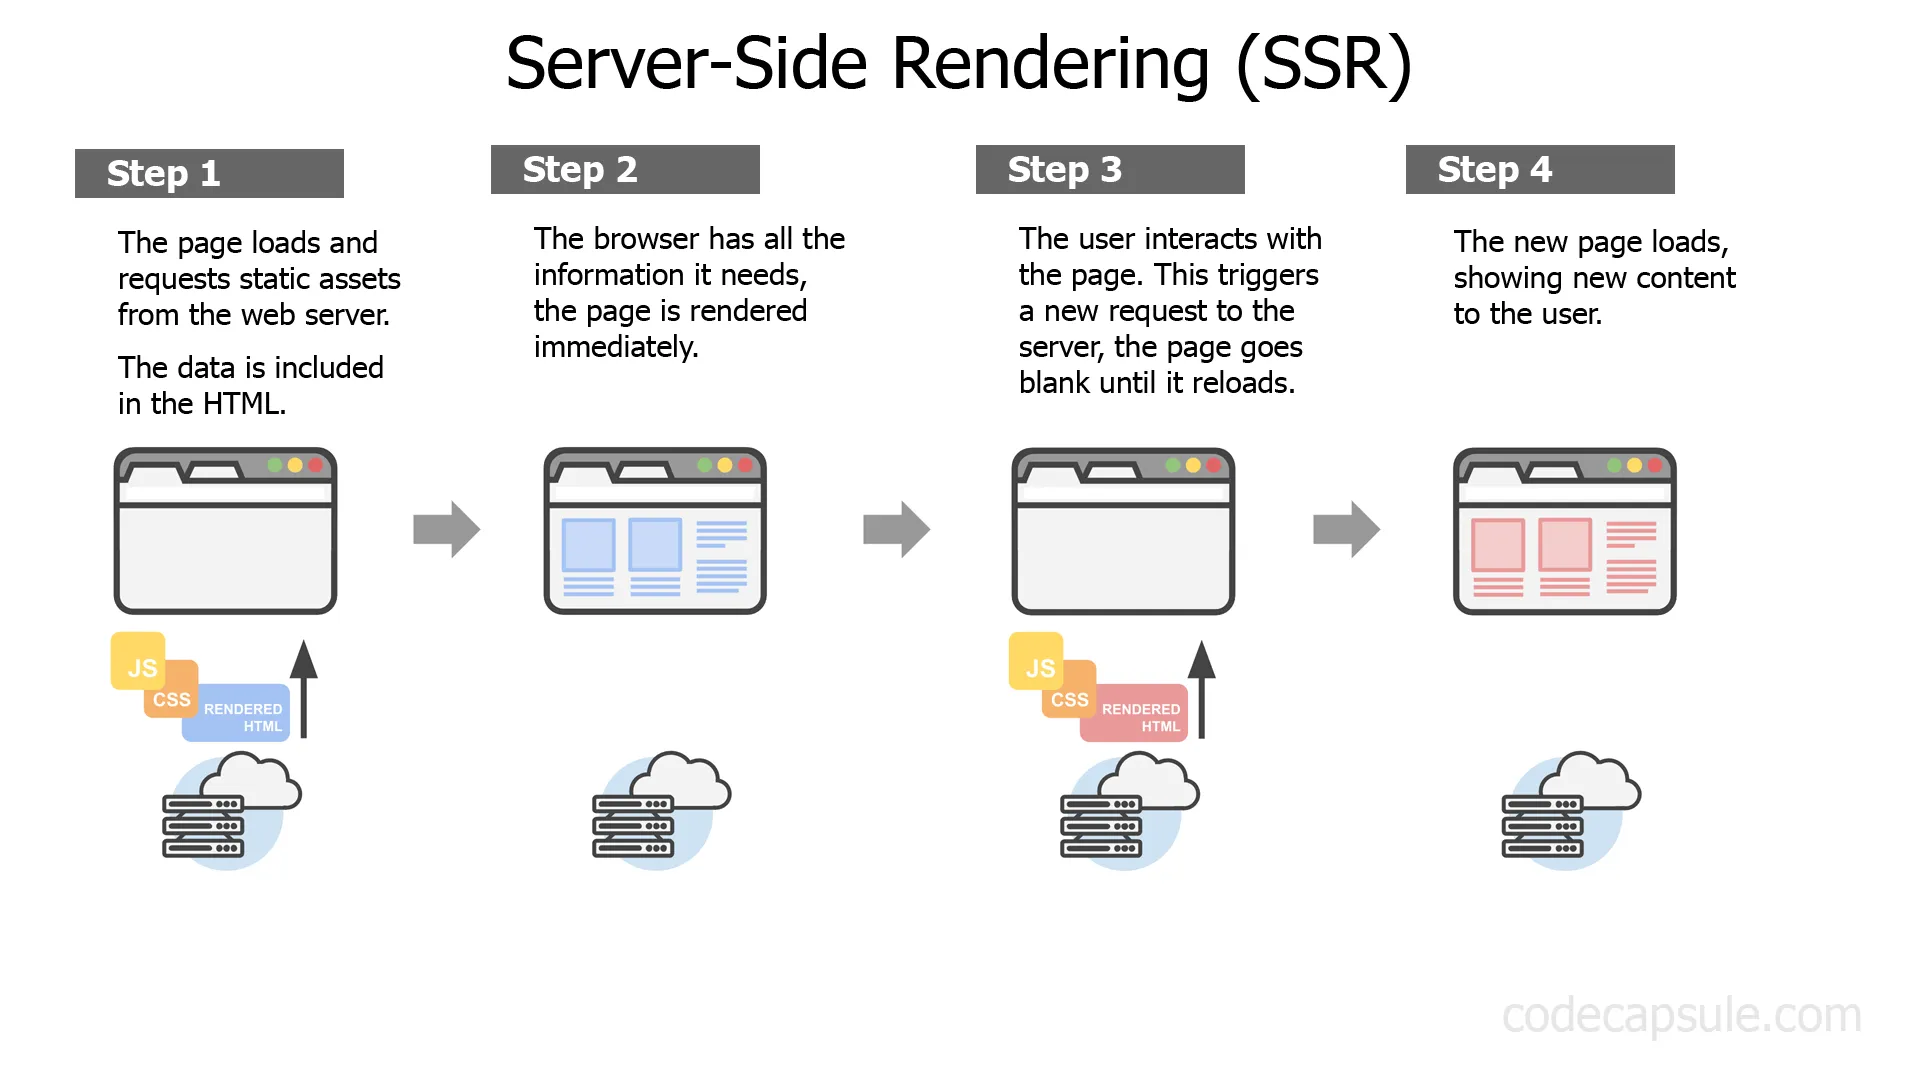 Server-Side Rendering (SSR)
Step 1
The page loads and
requests static assets
from the web server.
The data is included
in the HTML.
JS
CSS
RENDERED
HTML
Step 2
The browser has all the
information it needs,
the page is rendered
immediately.
Step 3
The user interacts with
the page. This triggers
a new request to the
server, the page goes
blank until it reloads.
JS
CSS
RENDERED
HTML
Step 4
The new page loads,
showing new content
to the user.
codecapsule.com